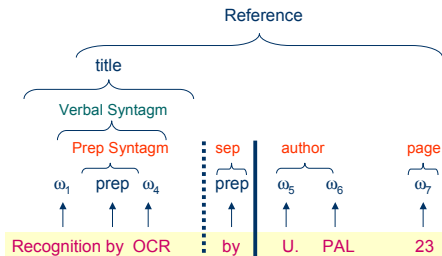 Reference
title
Verbal Syntagm
Prep Syntagm sep author page
ω1 prep ω4 prep ω5 ω6 ω7
Recognition by OCR by U. PAL 23